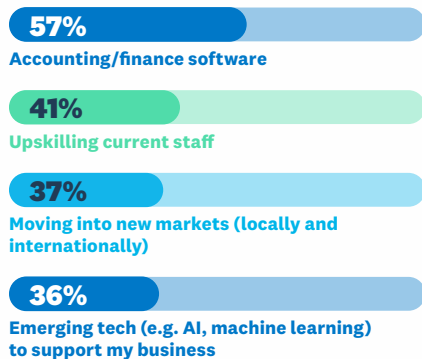 57%
Accounting/finance software
41%
Upskilling current staff
37%
Moving into new markets (locally and
internationally)
36%
Emerging tech (e.g. AI, machine learning)
to support my business